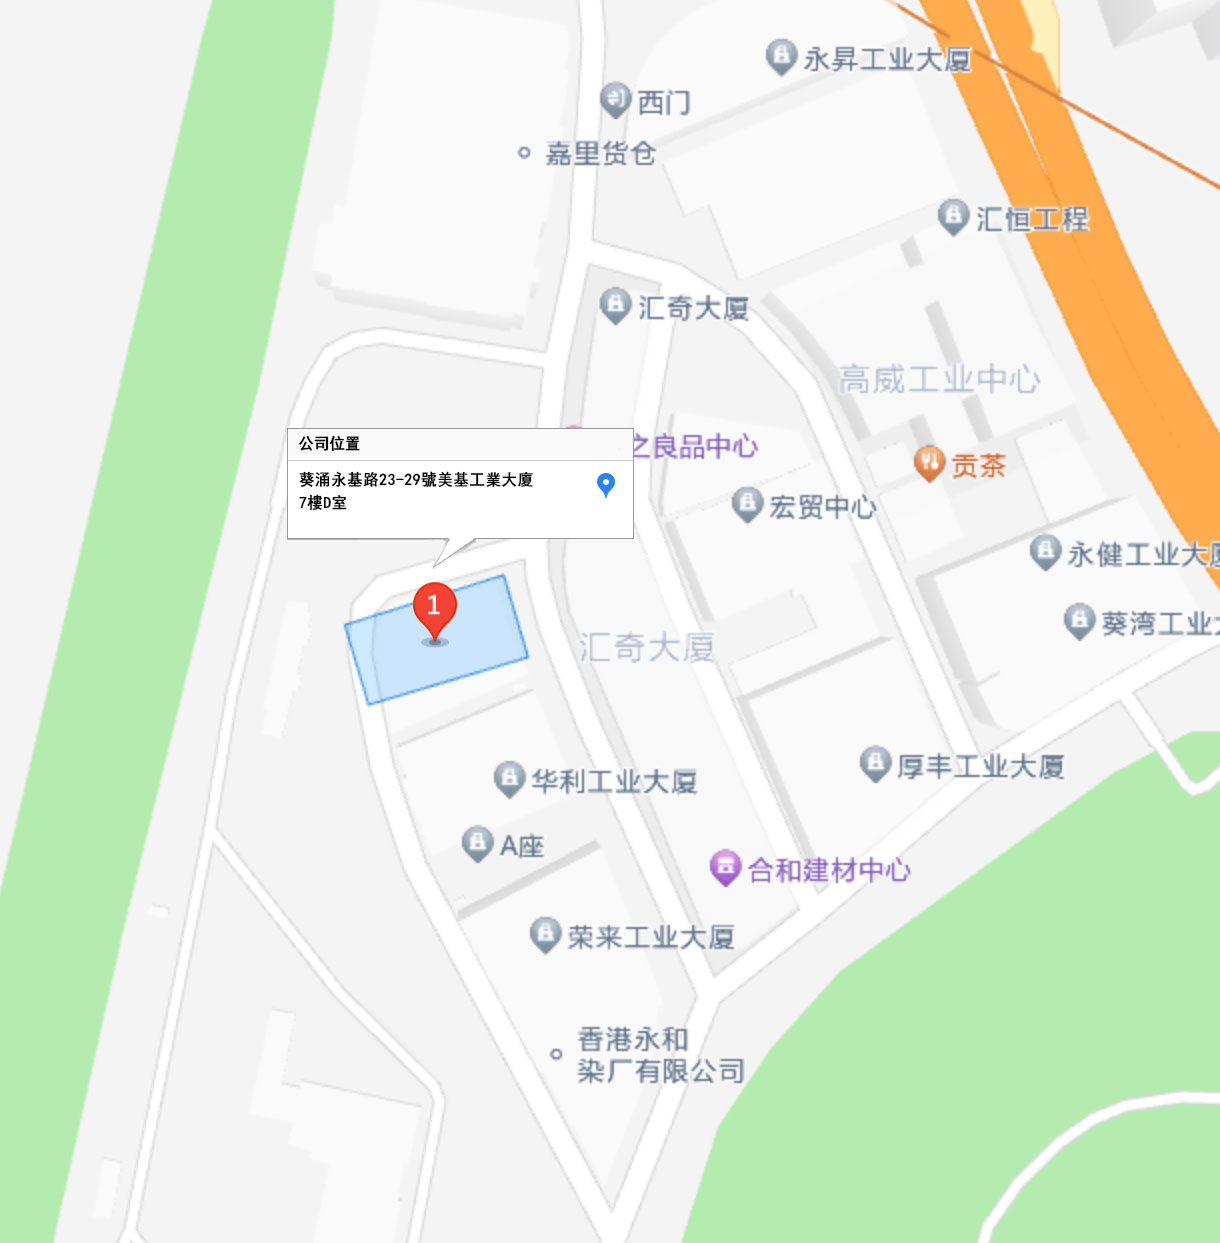 永昇工业大厦
西门
嘉里货仓
汇恒工程
汇奇大厦
高威工业中心
公司位置
之良品中心
贡茶
葵涌永基路23-29號美基工業大廈
7樓D室
宏贸中心
永健工业大厦
1
葵湾工业大
汇奇大厦
厚丰工业大厦
华利工业大厦
A座
合和建材中心
荣来工业大厦
香港永和
染厂有限公司